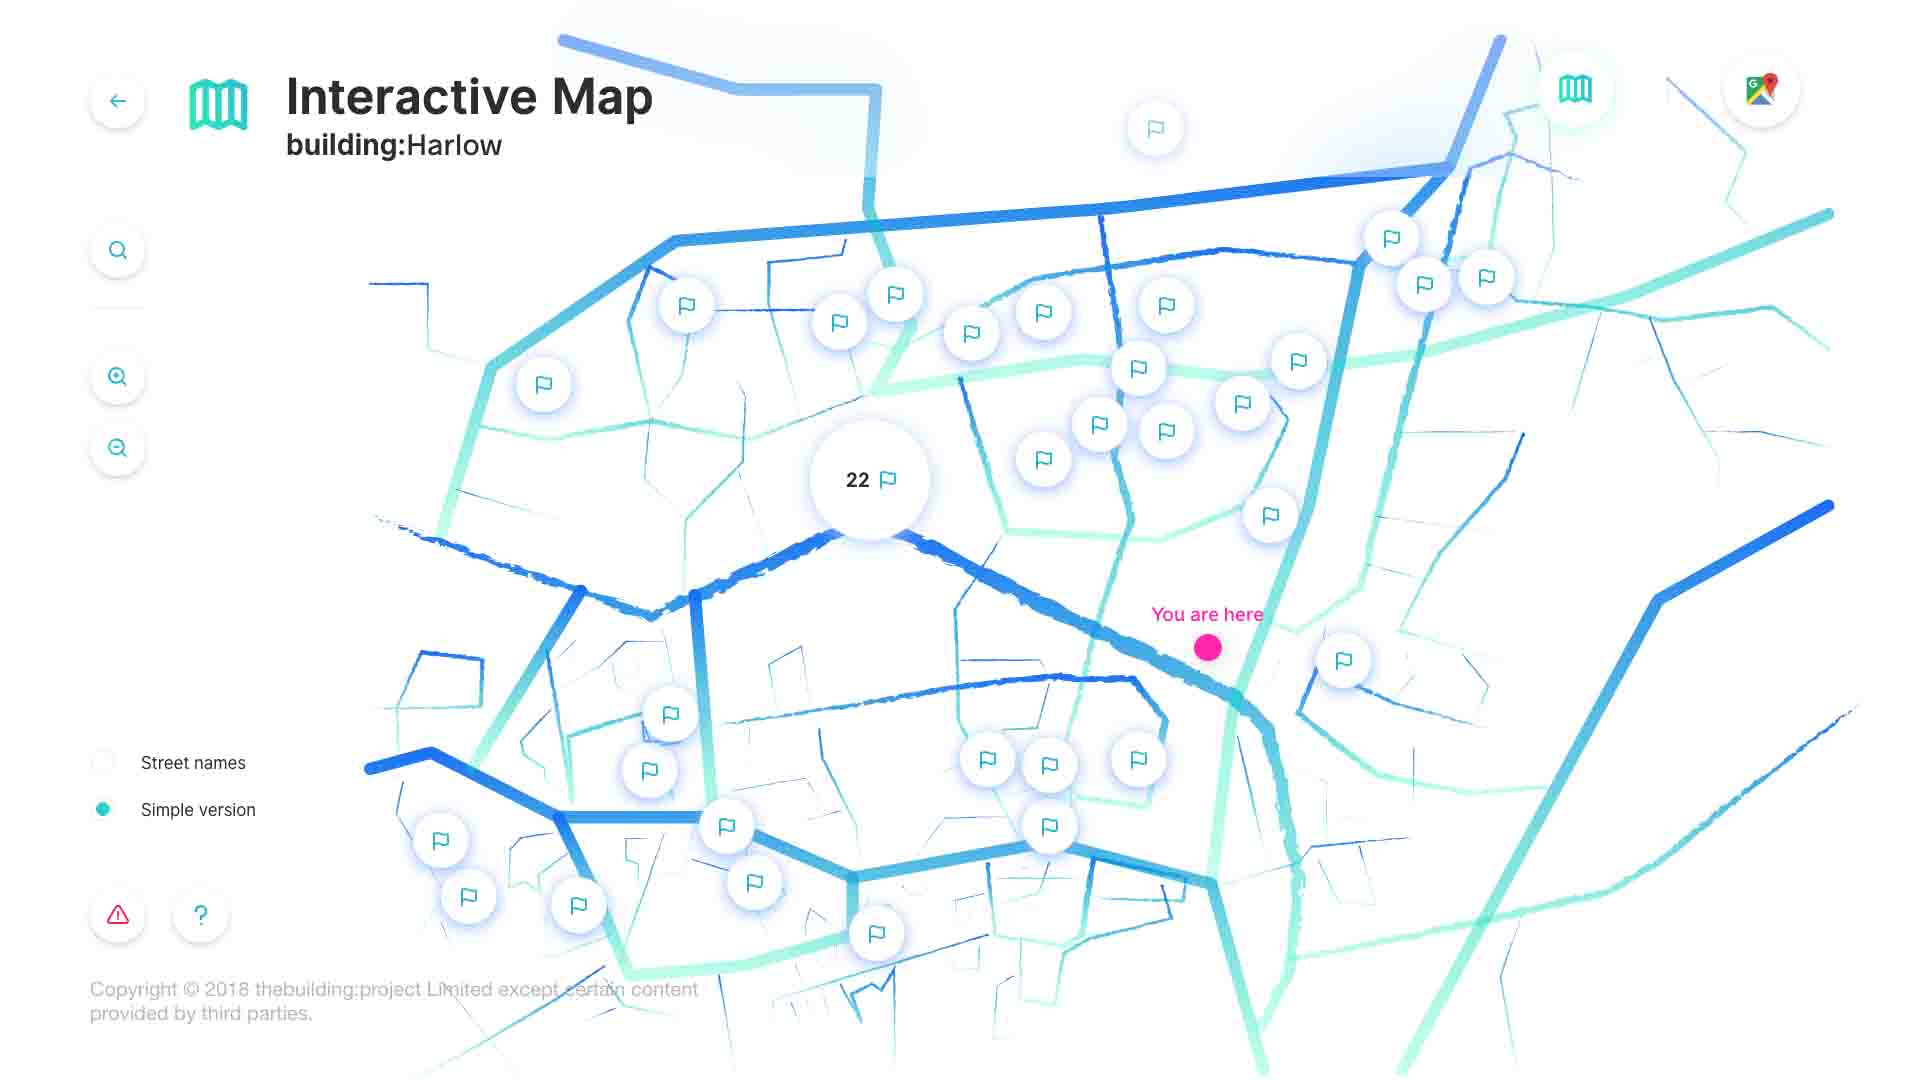 Interactive Map
building:Harlow
22
You are here
Street names
Simple version
?
Copyright © 2018 thebuilding:project Limited except certain content
provided by third parties.
G